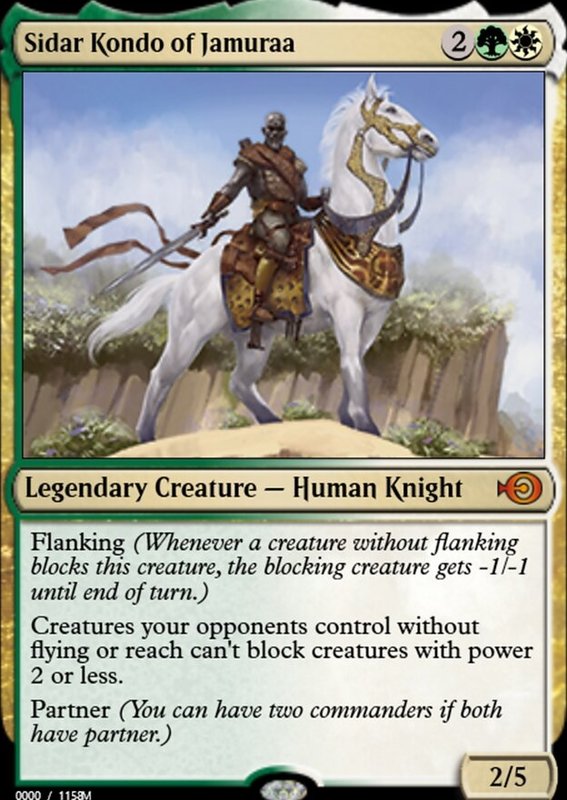 Sidar Kondo of Jamuraa
2
Legendary Creature — Human Knight
Flanking (Whenever a creature without flanking
blocks this creature, the blocking creature gets -1/-1
until end of turn.)
Creatures your opponents control without
flying or reach can't block creatures with power
2 or less.
Partner (You can have two commanders if both
have partner.)
2/5
0000 / 1158M